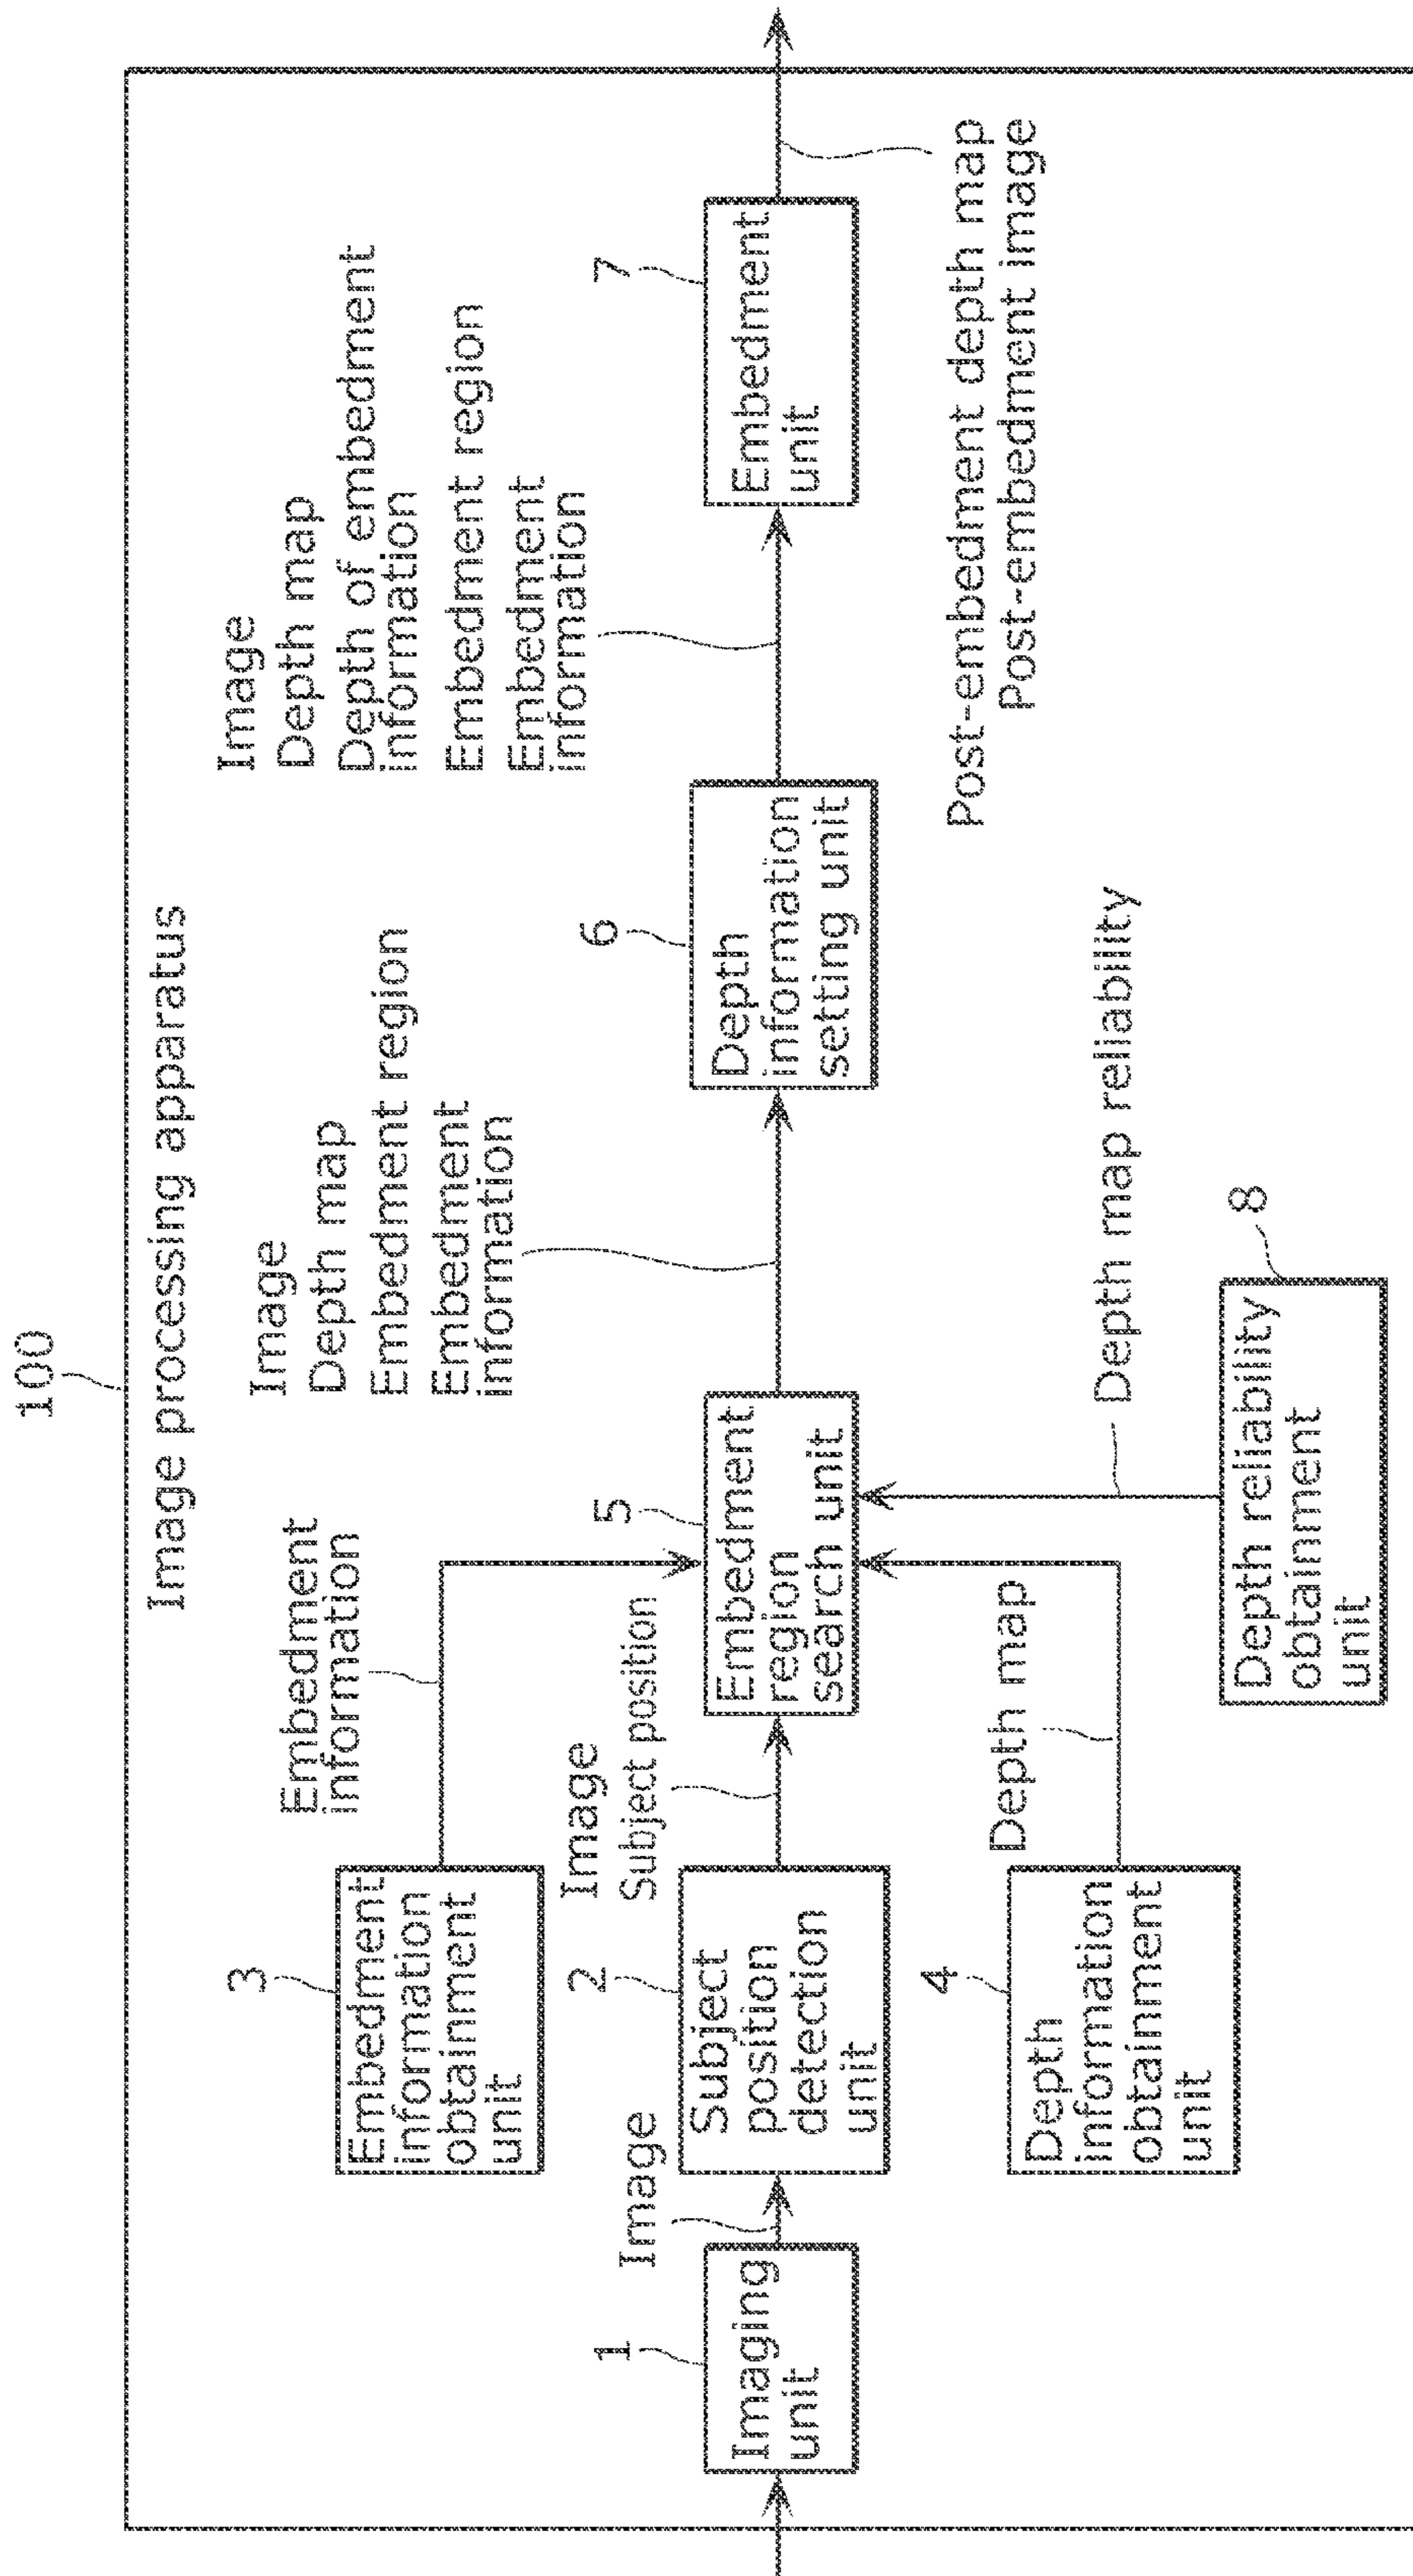 100
Image processing apparatus
Embedment
information
Image
Depth map
Embedment region
Embedment
information
Image
Depth map
Depth of embedment
information
Embedment region
Embedment
information
3
Embedment
information
obtainment
unit
Image
Subject position
1
Imaging
unit
Image
2
Subject
position
detection
unit
5
Embedment
region
search unit
6
Depth
information
setting unit
7
Embedment
unit
4
Depth
information
obtainment
unit
Depth map
Depth map reliability
Post-embedment depth map
Post-embedment image
8
Depth reliability
obtainment
unit